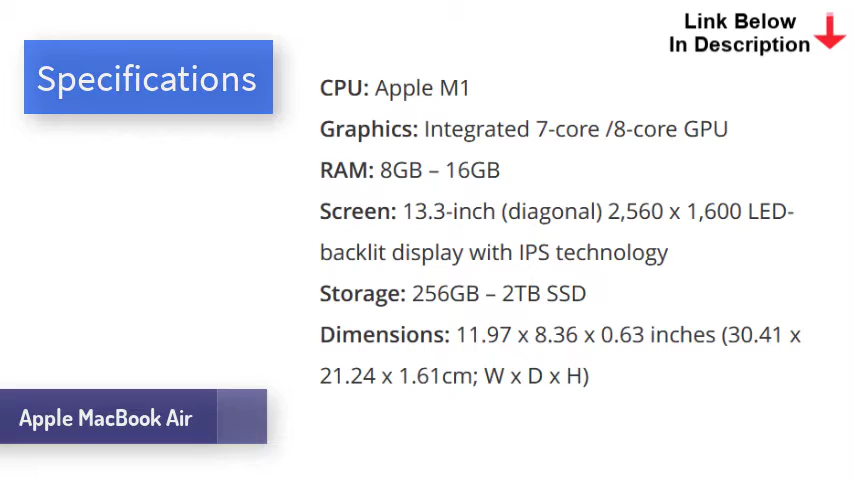 Link Below
In Description
Specifications
CPU: Apple M1
Graphics: Integrated 7-core /8-core GPU
RAM: 8GB – 16GB
Screen: 13.3-inch (diagonal) 2,560 x 1,600 LED-
backlit display with IPS technology
Storage: 256GB – 2TB SSD
Dimensions: 11.97 x 8.36 x 0.63 inches (30.41 x
21.24 x 1.61cm; W x D x H)
Apple MacBook Air